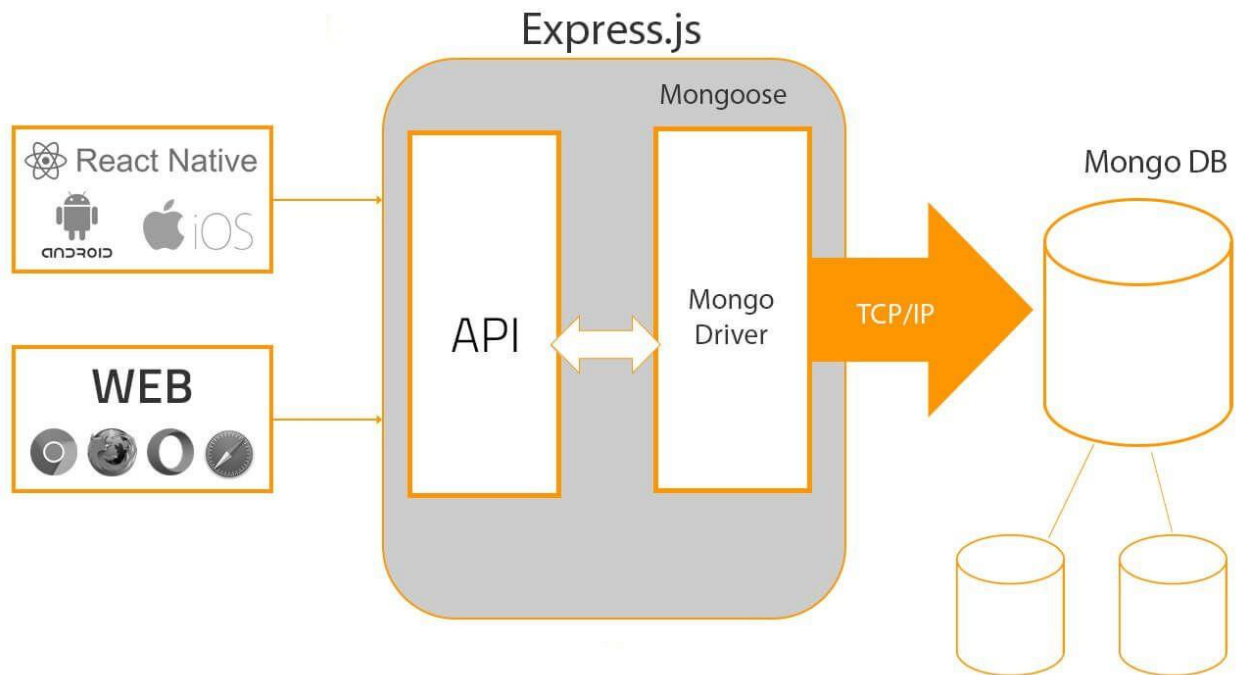 Express.js
Mongoose
React Native
ANDROID
iOS
WEB
API
Mongo
Driver
TCP/IP
Mongo DB